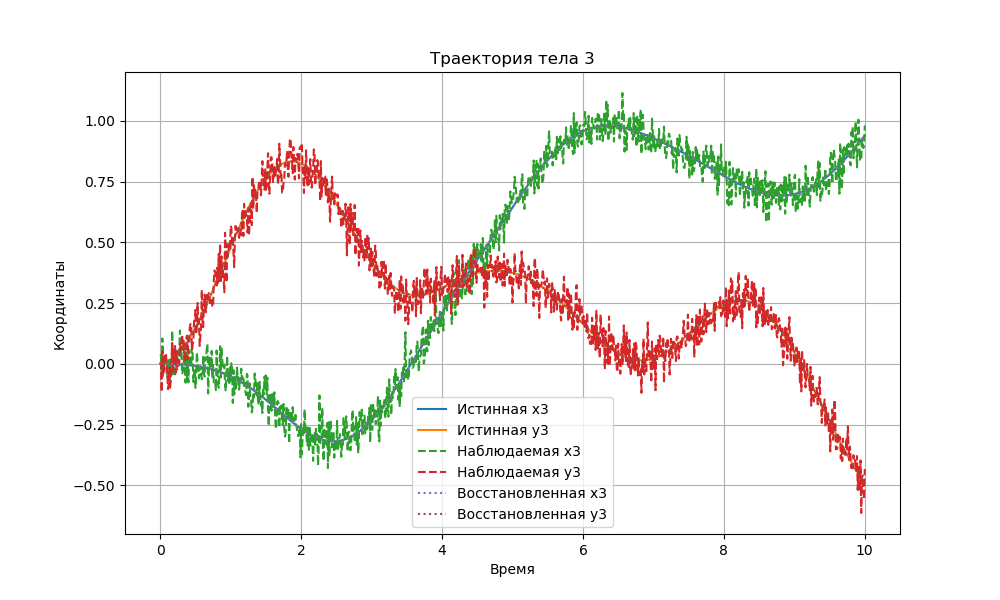 Траектория тела 3
Координаты
1.00
0.75
0.50
0.25
0.00
−0.25
−0.50
Истинная x3
Истинная y3
Наблюдаемая x3
Наблюдаемая y3
Восстановленная x3
Восстановленная y3
0 2 4 6 8 10
Время